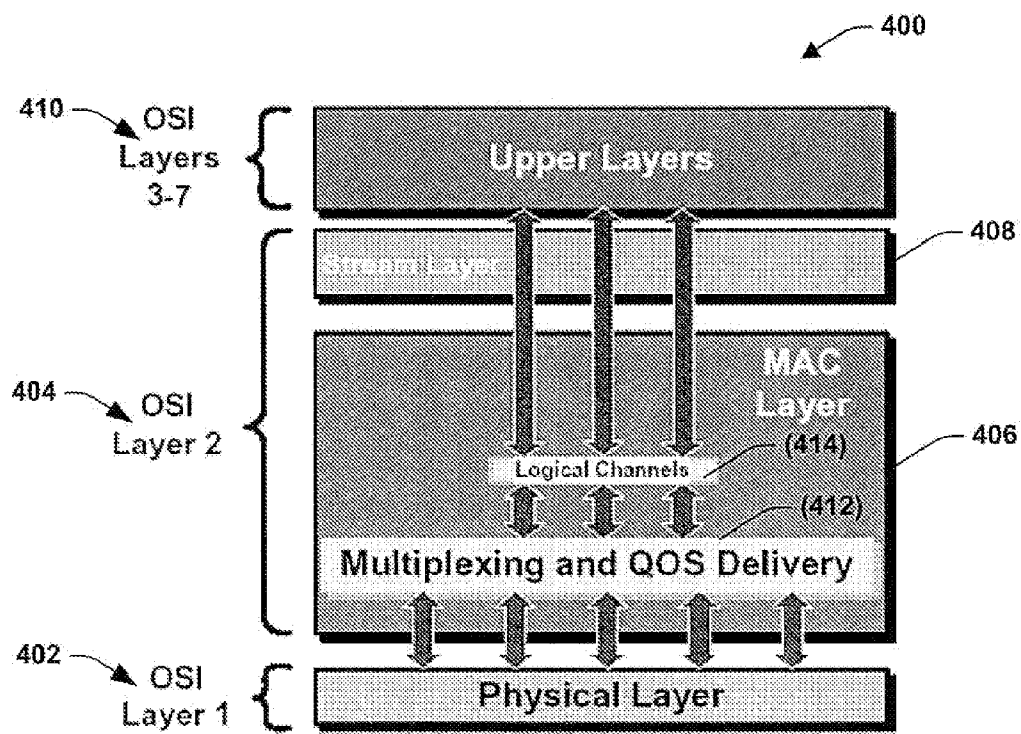 400
410
OSI
Layers
3-7
Upper Layers
408
Stream Layer
MAC
Layer
404
OSI
Layer 2
406
(414)
Logical Channels
(412)
Multiplexing and QOS Delivery
402
OSI
Layer 1
Physical Layer